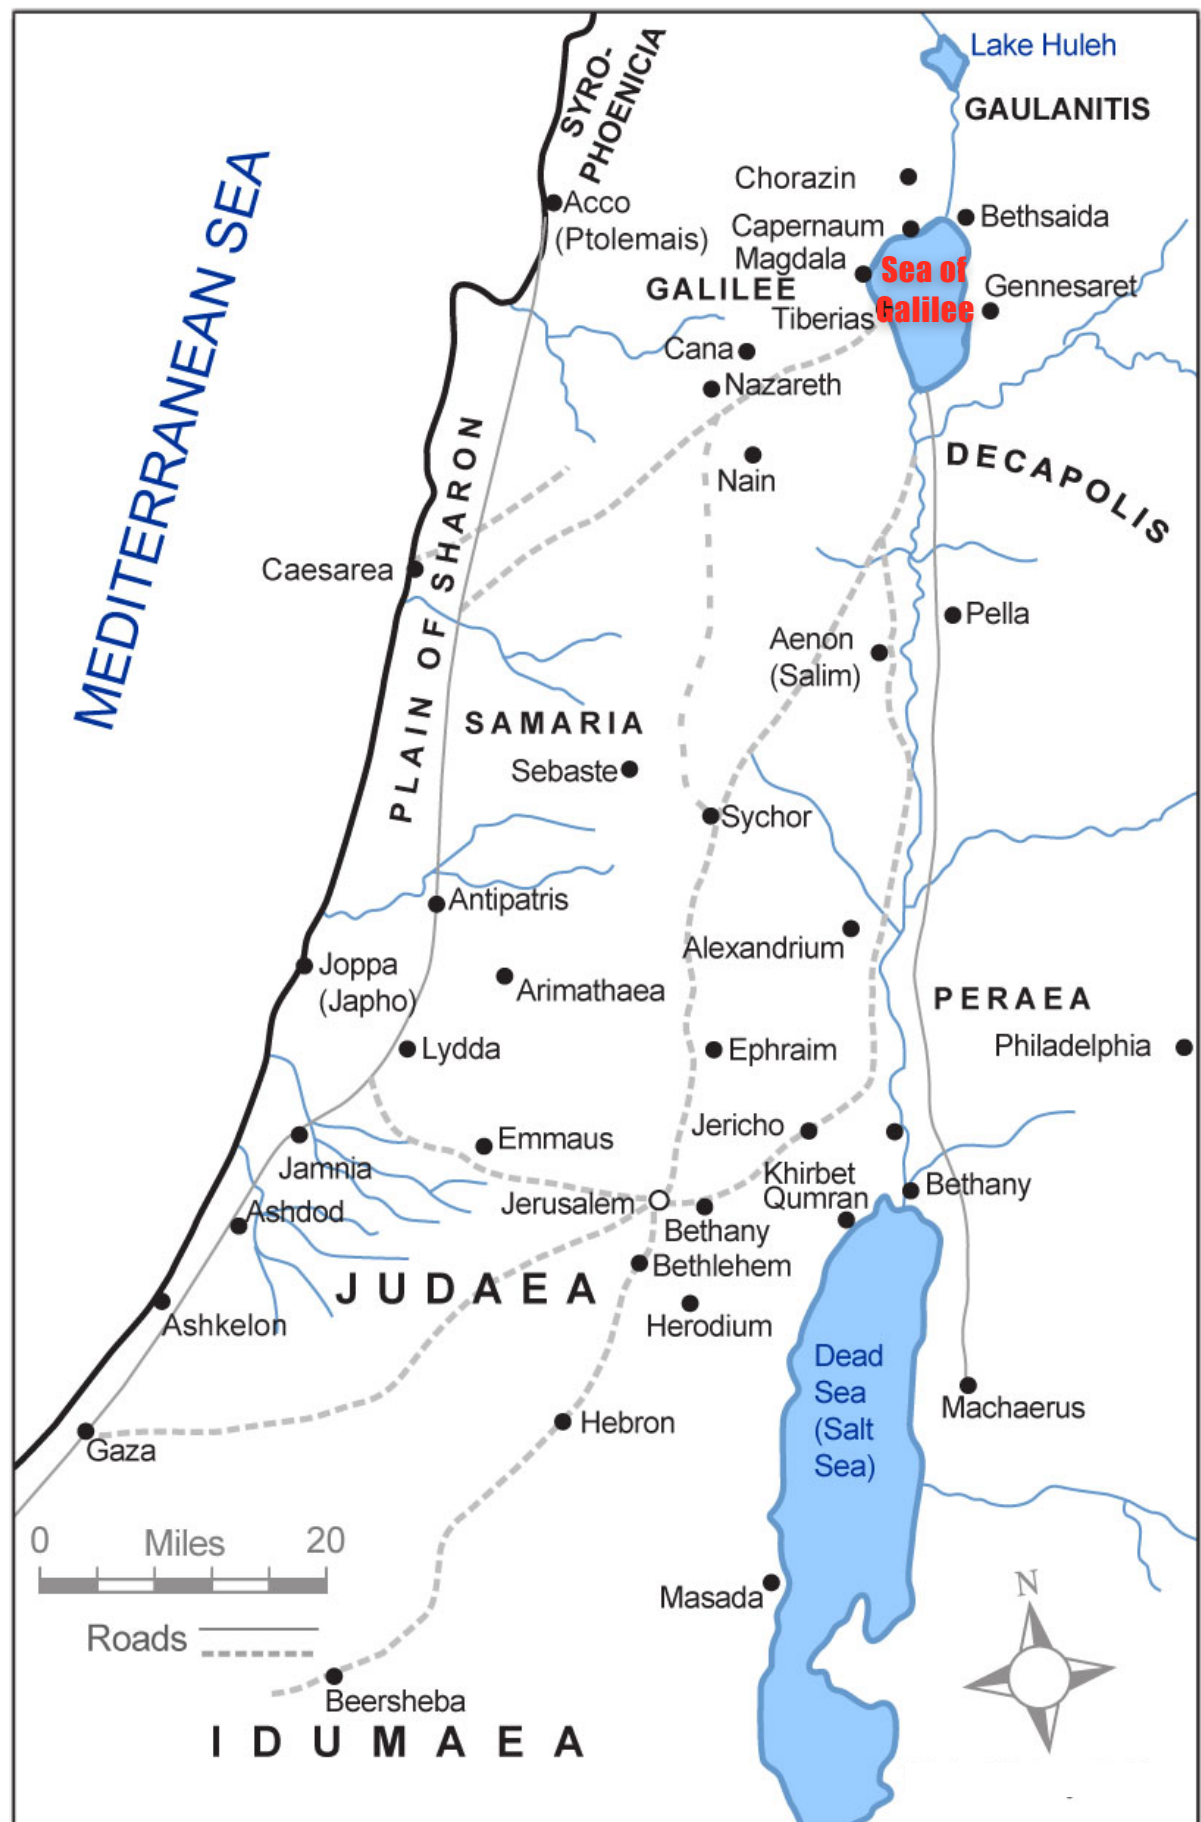 Lake Huleh
SYRO-
PHOENICIA
GAULANITIS
MEDITERRANEAN SEA
Chorazin
Acco
(Ptolemais)
Capernaum
Bethsaida
Magdala
Sea of
Galilee
GALILEE
Gennesaret
Tiberias
Cana
Nazareth
PLAIN OF SHARON
DECAPOLIS
Nain
Caesarea
Pella
Aenon
(Salim)
SAMARIA
Sebaste
Sychor
Antipatris
Alexandrium
Joppa
(Japho)
Arimathaea
PERAEA
Philadelphia
Lydda
Ephraim
Jericho
Emmaus
Jamnia
Khirbet
Qumran
Bethany
Jerusalem
Ashdod
Bethany
Bethlehem
JUDAEA
Ashkelon
Herodium
Dead
Sea
(Salt
Sea)
Machaerus
Hebron
Gaza
0 Miles 20
Roads
Masada
N
Beersheba
IDUMAEA